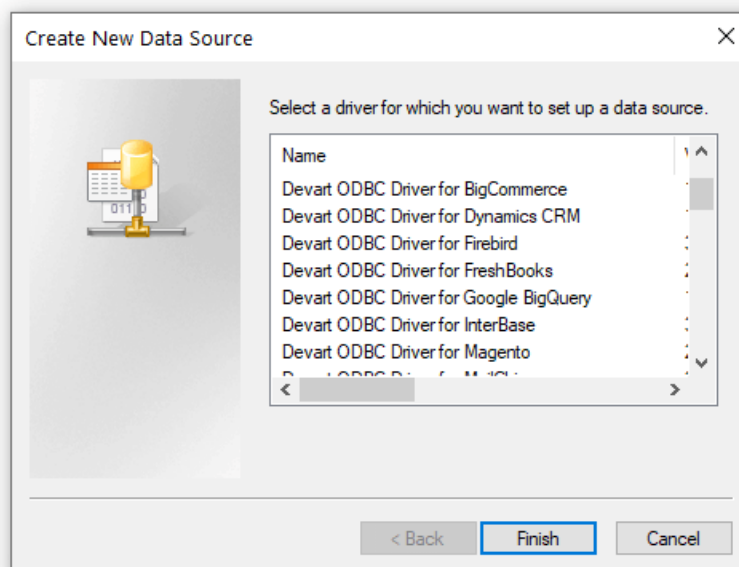 Create New Data Source
Select a driver for which you want to set up a data source.
Name
Devart ODBC Driver for BigCommerce
Devart ODBC Driver for Dynamics CRM
Devart ODBC Driver for Firebird
Devart ODBC Driver for FreshBooks
Devart ODBC Driver for Google BigQuery
Devart ODBC Driver for InterBase
Devart ODBC Driver for Magento
< Back
Finish
Cancel